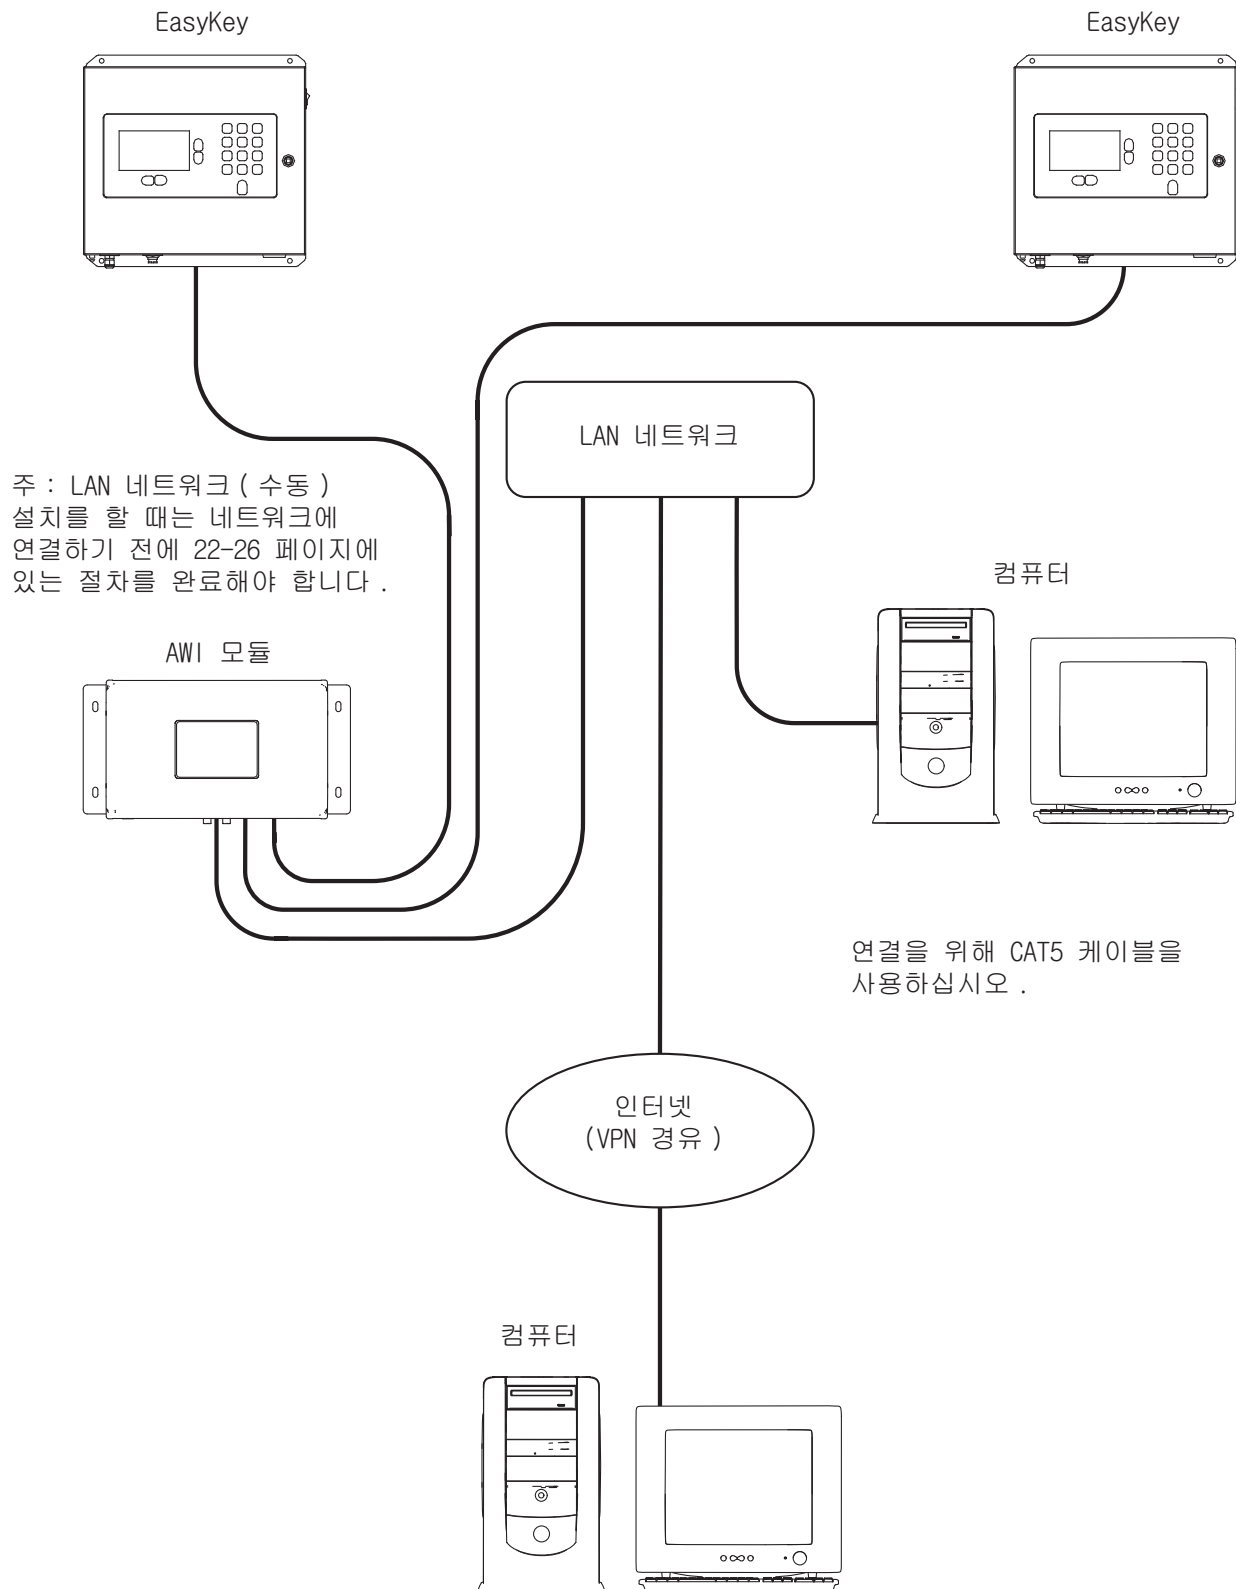 EasyKey
EasyKey
LAN 네트워크
주 : LAN 네트워크 ( 수동 )
설치를 할 때는 네트워크에
연결하기 전에 22-26 페이지에
있는 절차를 완료해야 합니다 .
컴퓨터
AWI 모듈
연결을 위해 CAT5 케이블을
사용하십시오 .
인터넷
(VPN 경유 )
컴퓨터